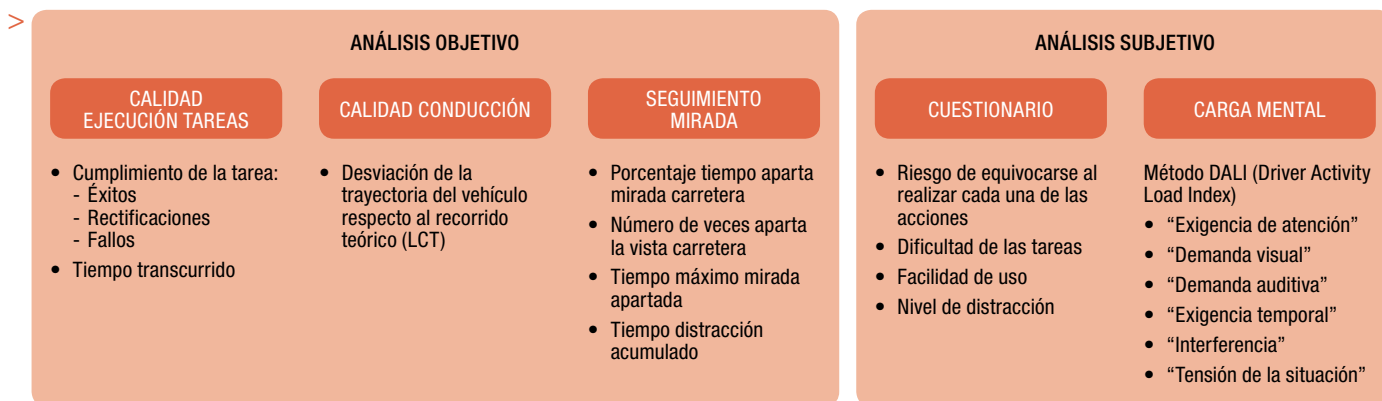 >
ANÁLISIS OBJETIVO
CALIDAD
EJECUCIÓN TAREAS
• Cumplimiento de la tarea:
- Éxitos
- Rectificaciones
- Fallos
• Tiempo transcurrido
CALIDAD CONDUCCIÓN
• Desviación de la
trayectoria del vehículo
respecto al recorrido
teórico (LCT)
SEGUIMIENTO
MIRADA
• Porcentaje tiempo aparta
mirada carretera
• Número de veces aparta
la vista carretera
• Tiempo máximo mirada
apartada
• Tiempo distracción
acumulado
ANÁLISIS SUBJETIVO
CUESTIONARIO
• Riesgo de equivocarse al
realizar cada una de las
acciones
• Dificultad de las tareas
• Facilidad de uso
• Nivel de distracción
CARGA MENTAL
Método DALI (Driver Activity
Load Index)
• “Exigencia de atención”
• “Demanda visual”
• “Demanda auditiva”
• “Exigencia temporal”
• “Interferencia”
• “Tensión de la situación”